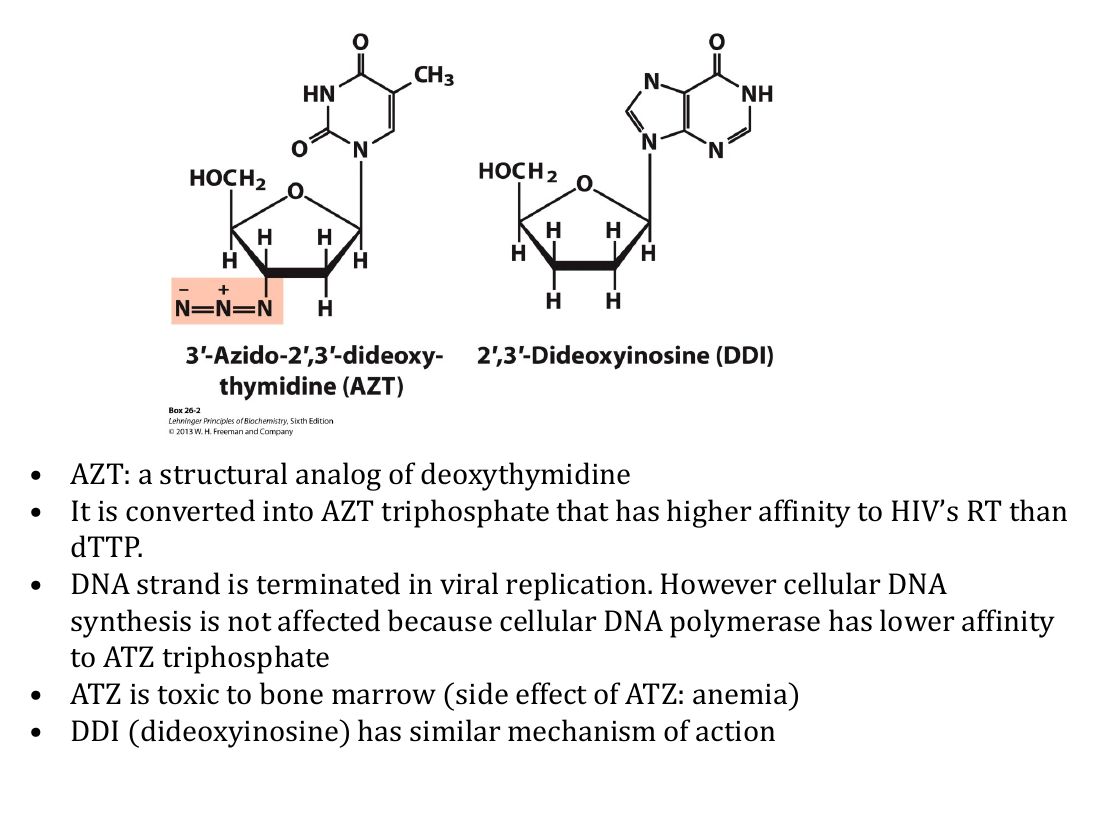 O
CH3
HN
O
N
HOCH2
O
H
H
H
H
H
− +
N=N=N
3′-Azido-2′,3′-dideoxy-
thymidine (AZT)
O
N
NH
N
N
HOCH2
O
H
H
H
H
H
H
2′,3′-Dideoxyinosine (DDI)
Box 26-2
Lehninger Principles of Biochemistry, Sixth Edition
© 2013 W. H. Freeman and Company
• AZT: a structural analog of deoxythymidine
• It is converted into AZT triphosphate that has higher affinity to HIV’s RT than
dTTP.
• DNA strand is terminated in viral replication. However cellular DNA
synthesis is not affected because cellular DNA polymerase has lower affinity
to ATZ triphosphate
• ATZ is toxic to bone marrow (side effect of ATZ: anemia)
• DDI (dideoxyinosine) has similar mechanism of action